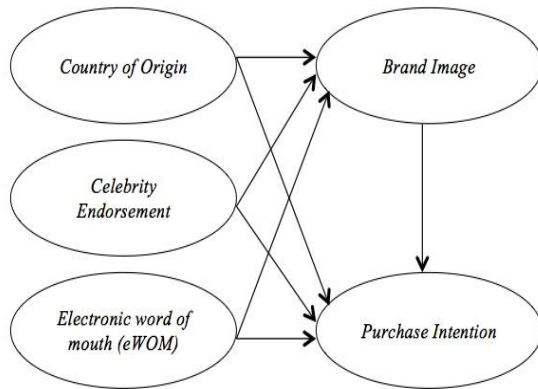 Country of Origin
Brand Image
Celebrity
Endorsement
Electronic word of
mouth (eWOM)
Purchase Intention